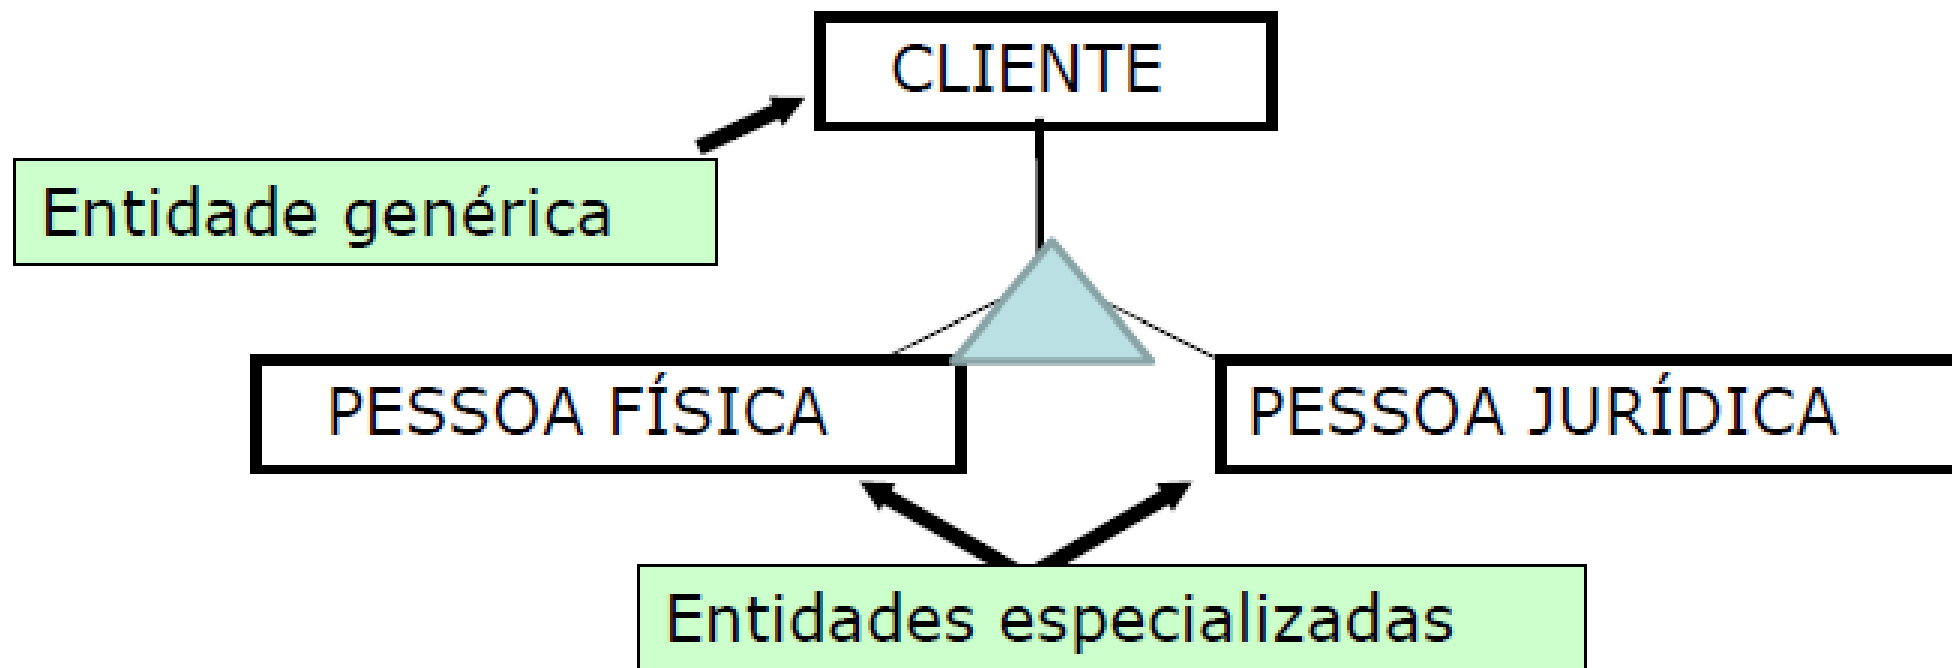 CLIENTE
Entidade genérica
PESSOA FÍSICA
PESSOA JURÍDICA
Entidades especializadas